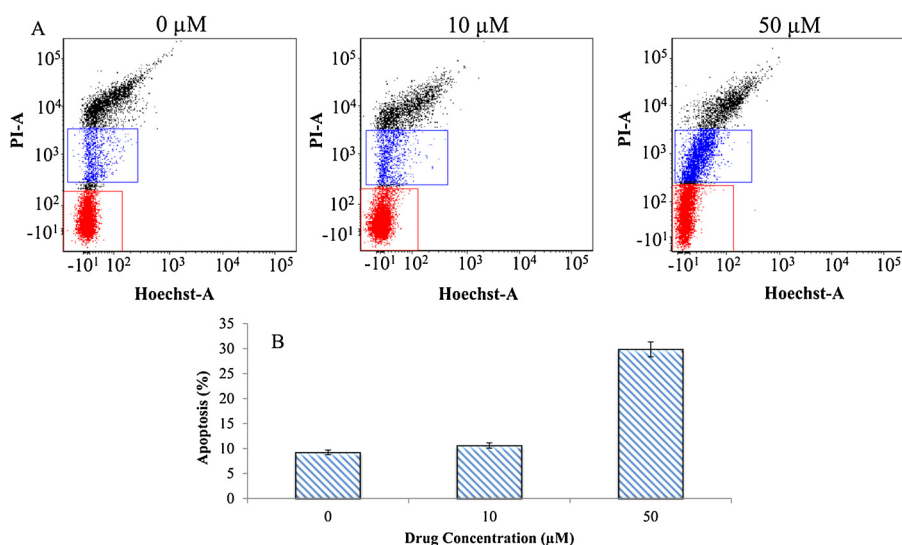 A
0 µM
10 µM
50 µM
PI-A
10⁵
10⁴
10³
10²
-10¹
-10¹ 10² 10³ 10⁴ 10⁵
Hoechst-A
PI-A
10⁵
10⁴
10³
10²
-10¹
-10¹ 10² 10³ 10⁴ 10⁵
Hoechst-A
PI-A
10⁵
10⁴
10³
10²
-10¹
-10¹ 10² 10³ 10⁴ 10⁵
Hoechst-A
B
Apoptosis (%)
35
30
25
20
15
10
5
0
0 10 50
Drug Concentration (µM)